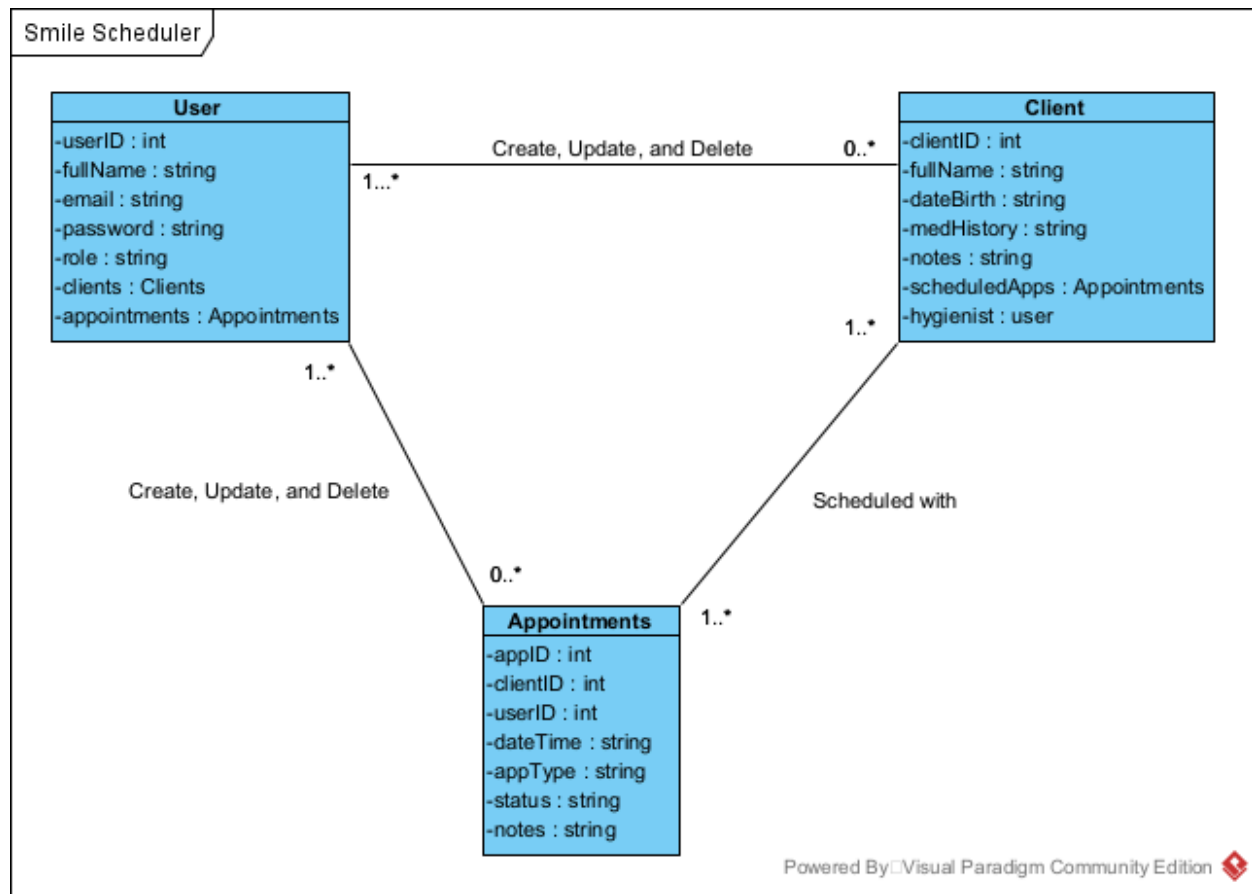 Smile Scheduler
User
-userID : int
-fullName : string
-email : string
-password : string
-role : string
-clients : Clients
-appointments : Appointments
Create, Update, and Delete
1...*
0..*
Client
-clientID : int
-fullName : string
-dateBirth : string
-medHistory : string
-notes : string
-scheduledApps : Appointments
-hygienist : user
1..*
Create, Update, and Delete
0..*
1..*
Scheduled with
1..*
Appointments
-appID : int
-clientID : int
-userID : int
-dateTime : string
-appType : string
-status : string
-notes : string
Powered By□Visual Paradigm Community Edition